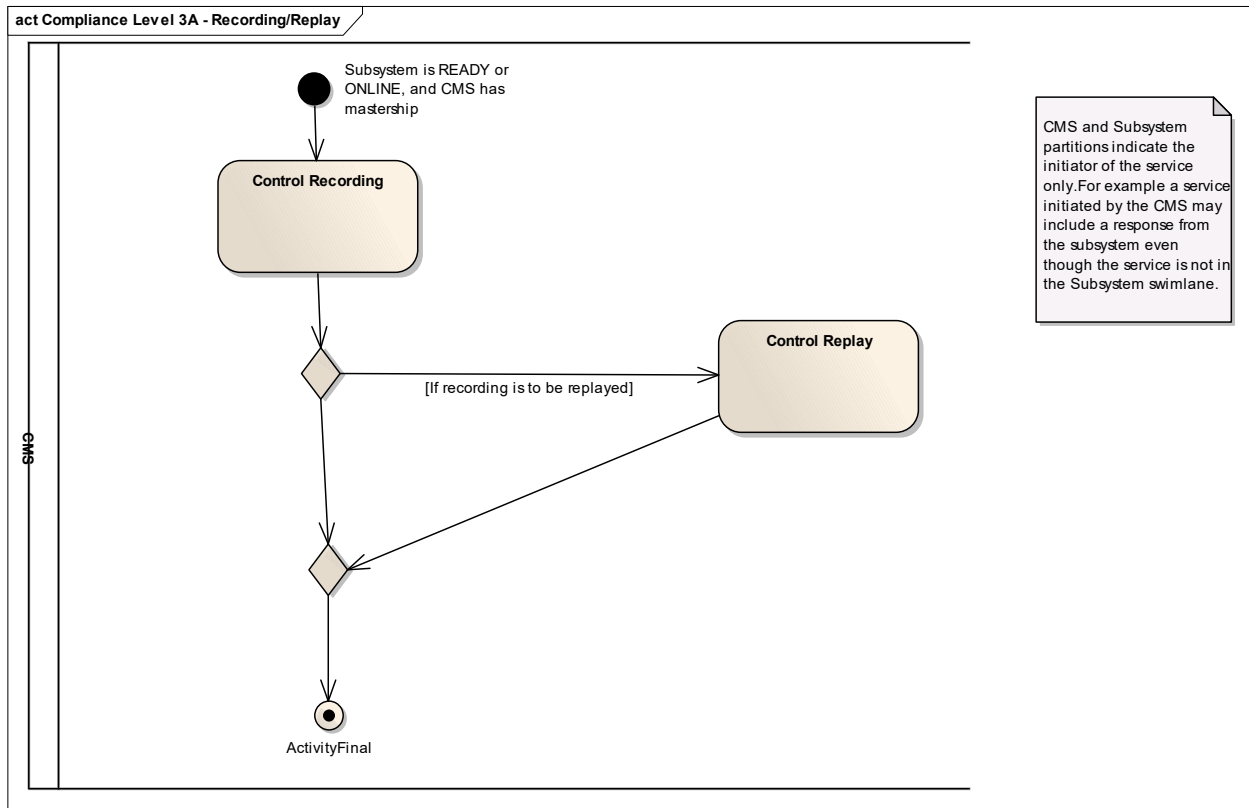 act Compliance Level 3A - Recording/Replay
Subsystem is READY or
ONLINE, and CMS has
mastership
CMS and Subsystem
partitions indicate the
initiator of the service
only.For example a service
initiated by the CMS may
include a response from
the subsystem even
though the service is not in
the Subsystem swimlane.
Control Recording
Control Replay
[If recording is to be replayed]
CMS
ActivityFinal